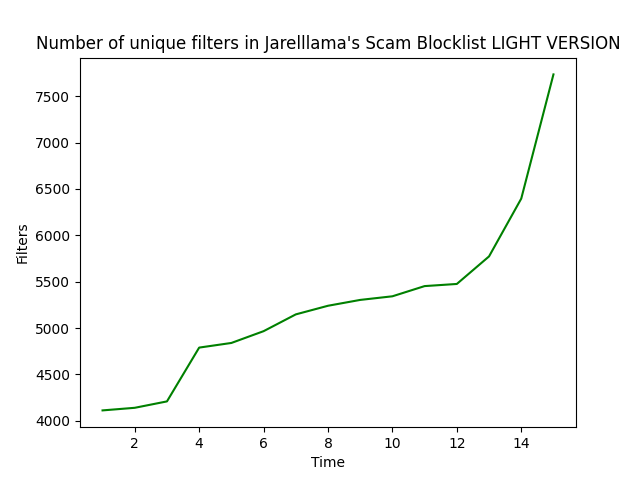 Number of unique filters in Jarelllama's Scam Blocklist LIGHT VERSION
7500
7000
6500
6000
5500
5000
4500
4000
Filters
2 4 6 8 10 12 14
Time